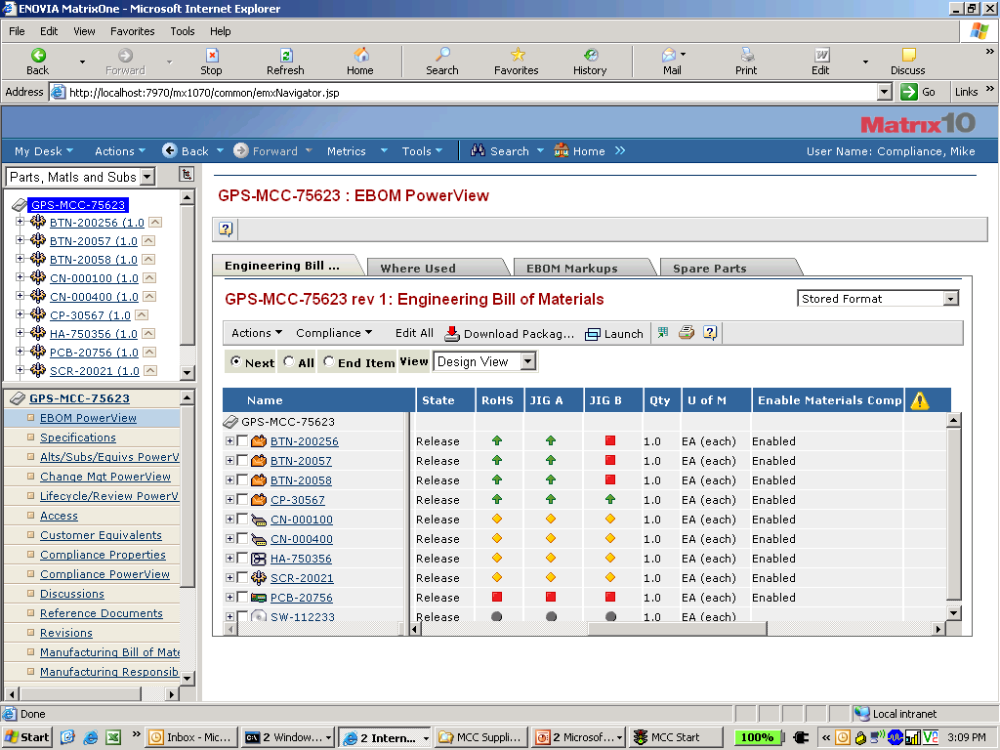 ENOVIA MatrixOne - Microsoft Internet Explorer
File Edit View Favorites Tools Help
Back Forward Stop Refresh Home Search Favorites History Mail Print Edit Discuss
Address http://localhost:7970/mx1070/common/emxNavigator.jsp Go Links »
Matrix10
My Desk Actions Back Forward Metrics Tools Search Home » User Name: Compliance, Mike
Parts, Matls and Subs
GPS-MCC-75623
BTN-200256 (1.0
BTN-20057 (1.0
BTN-20058 (1.0
CN-000100 (1.0
CN-000400 (1.0
CP-30567 (1.0
HA-750356 (1.0
PCB-20756 (1.0
SCR-20021 (1.0
GPS-MCC-75623
EBOM PowerView
Specifications
Alts/Subs/Equivs PowerV
Change Mgt PowerView
Lifecycle/Review PowerV
Access
Customer Equivalents
Compliance Properties
Compliance PowerView
Discussions
Reference Documents
Revisions
Manufacturing Bill of Mate
Manufacturing Responsib
GPS-MCC-75623 : EBOM PowerView
Engineering Bill ... Where Used EBOM Markups Spare Parts
GPS-MCC-75623 rev 1: Engineering Bill of Materials Stored Format
Actions Compliance Edit All Download Packag... Launch
Next All End Item View Design View
Name State RoHS JIG A JIG B Qty U of M Enable Materials Comp
GPS-MCC-75623
BTN-200256 Release 1.0 EA (each) Enabled
BTN-20057 Release 1.0 EA (each) Enabled
BTN-20058 Release 1.0 EA (each) Enabled
CP-30567 Release 1.0 EA (each) Enabled
CN-000100 Release 1.0 EA (each) Enabled
CN-000400 Release 1.0 EA (each) Enabled
HA-750356 Release 1.0 EA (each) Enabled
SCR-20021 Release 1.0 EA (each) Enabled
PCB-20756 Release 1.0 EA (each) Enabled
SW-112233 Release 1.0 EA (each) Enabled
Done Local intranet
Start » Inbox - Mic... 2 Window... 2 Intern... MCC Suppli... 2 Microsof... MCC Start 100% « 3:09 PM